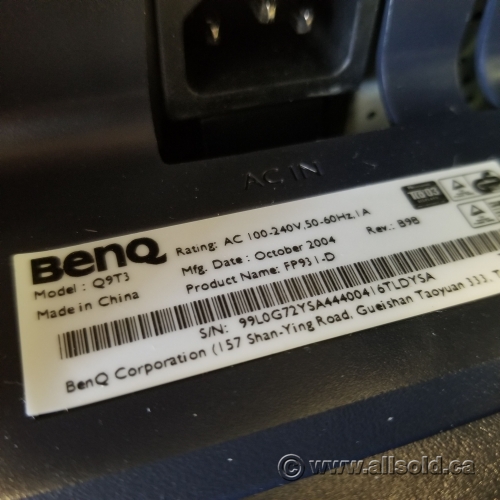 AC IN
BenQ
Rating: AC 100-240V,50-60Hz,1A
Model : Q9T3
Mfg. Date : October 2004
Rev.: B9B
Made in China
Product Name: FP931-D
S/N: 99L0G72YSA44400416TLDYSA
BenQ Corporation (157 Shan-Ying Road, Gueishan Taoyuan 333,
www.allsold.ca